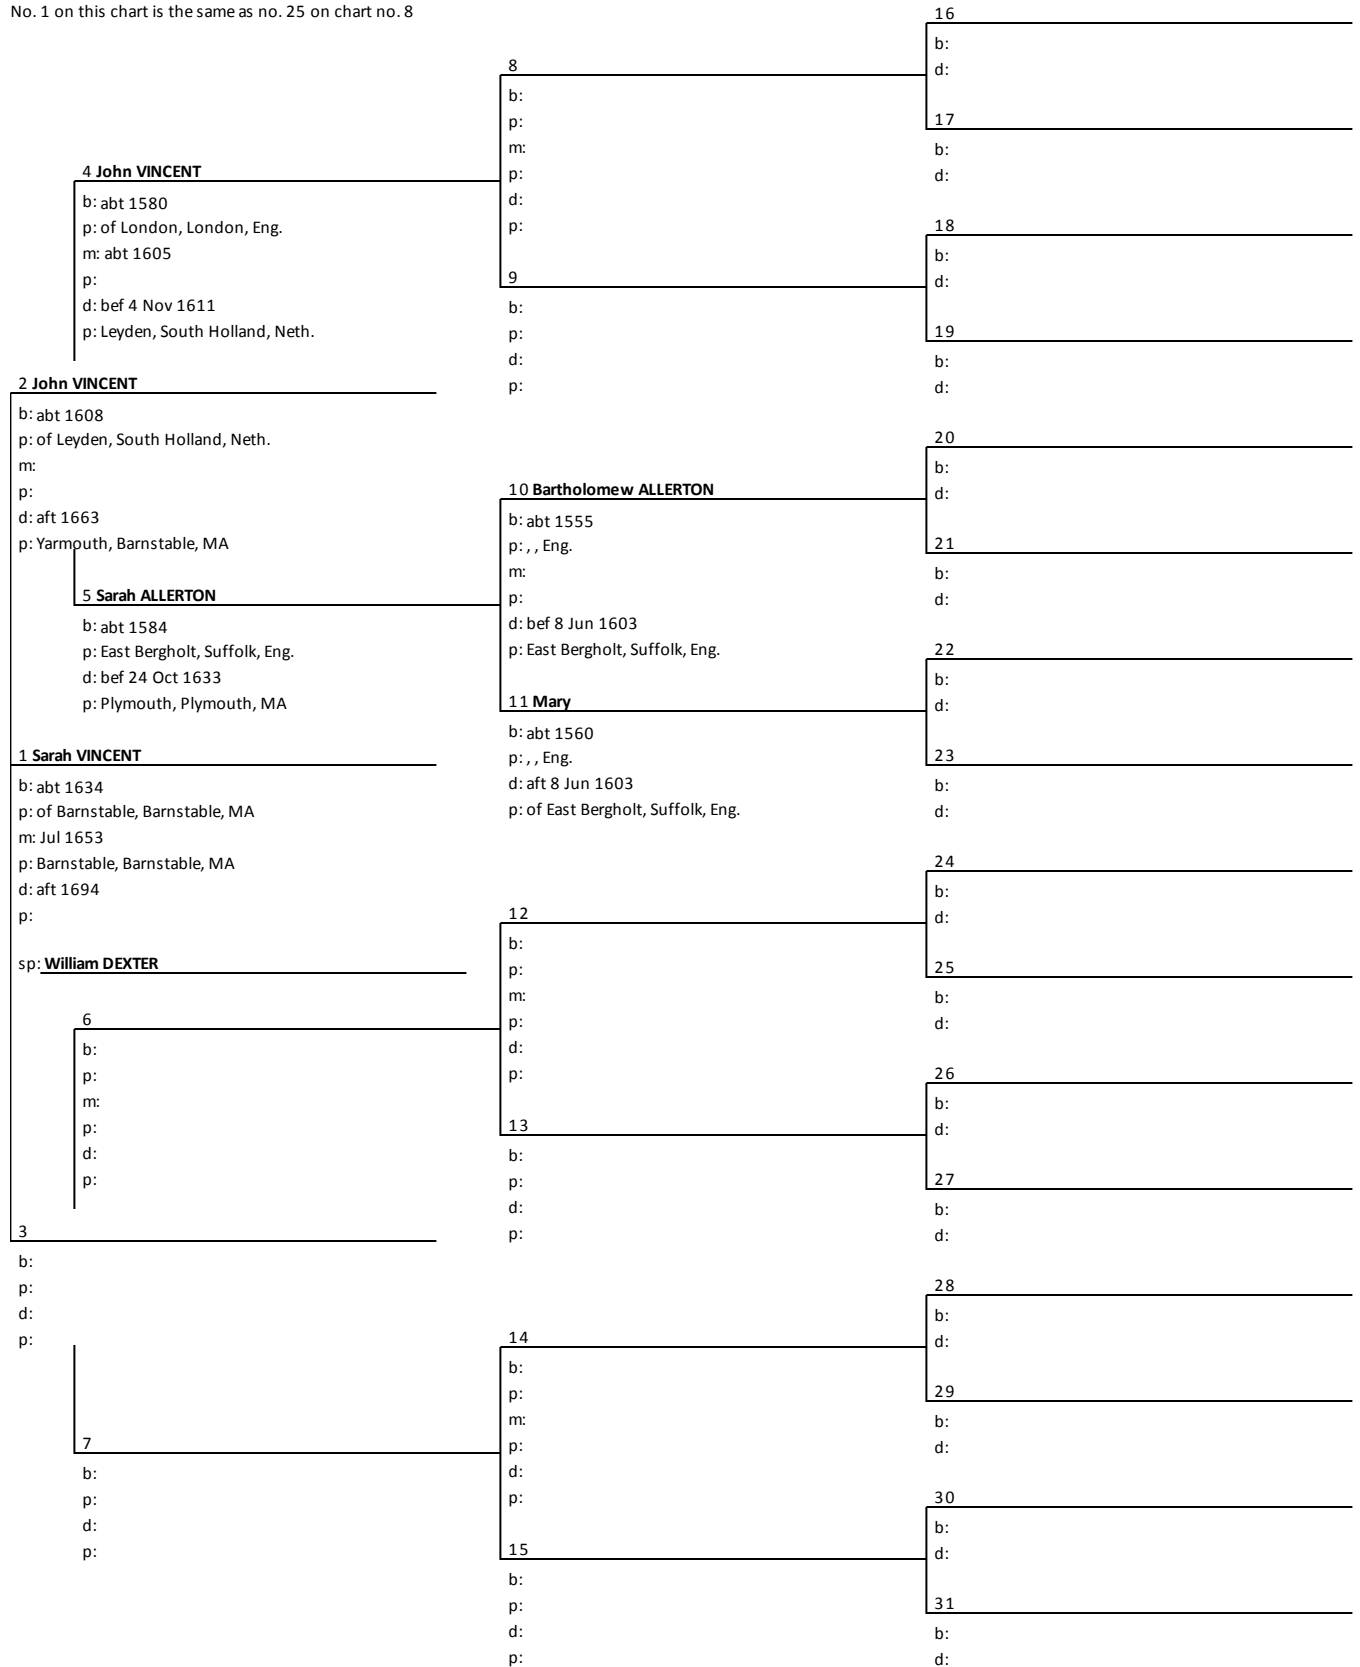 No. 1 on this chart is the same as no. 25 on chart no. 8
16
b:
d:
8
b:
p:
m:
p:
d:
p:
17
b:
d:
4 John VINCENT
b: abt 1580
p: of London, London, Eng.
m: abt 1605
p:
d: bef 4 Nov 1611
p: Leyden, South Holland, Neth.
18
b:
d:
9
b:
p:
d:
p:
19
b:
d:
2 John VINCENT
b: abt 1608
p: of Leyden, South Holland, Neth.
m:
p:
d: aft 1663
p: Yarmouth, Barnstable, MA
20
b:
d:
10 Bartholomew ALLERTON
b: abt 1555
p: , , Eng.
m:
p:
d: bef 8 Jun 1603
p: East Bergholt, Suffolk, Eng.
21
b:
d:
5 Sarah ALLERTON
b: abt 1584
p: East Bergholt, Suffolk, Eng.
d: bef 24 Oct 1633
p: Plymouth, Plymouth, MA
22
b:
d:
11 Mary
b: abt 1560
p: , , Eng.
d: aft 8 Jun 1603
p: of East Bergholt, Suffolk, Eng.
23
b:
d:
1 Sarah VINCENT
b: abt 1634
p: of Barnstable, Barnstable, MA
m: Jul 1653
p: Barnstable, Barnstable, MA
d: aft 1694
p:
sp: William DEXTER
24
b:
d:
12
b:
p:
m:
p:
d:
p:
25
b:
d:
6
b:
p:
m:
p:
d:
p:
26
b:
d:
13
b:
p:
d:
p:
27
b:
d:
3
b:
p:
d:
p:
28
b:
d:
14
b:
p:
m:
p:
d:
p:
29
b:
d:
7
b:
p:
d:
p:
30
b:
d:
15
b:
p:
d:
p:
31
b:
d: